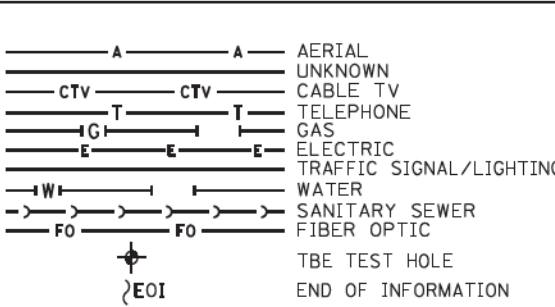 A A AERIAL
UNKNOWN
CTV CTV CABLE TV
T T TELEPHONE
G GAS
E E E ELECTRIC
TRAFFIC SIGNAL/LIGHTING
W WATER
SANITARY SEWER
FO FO FIBER OPTIC
TBE TEST HOLE
EOI END OF INFORMATION